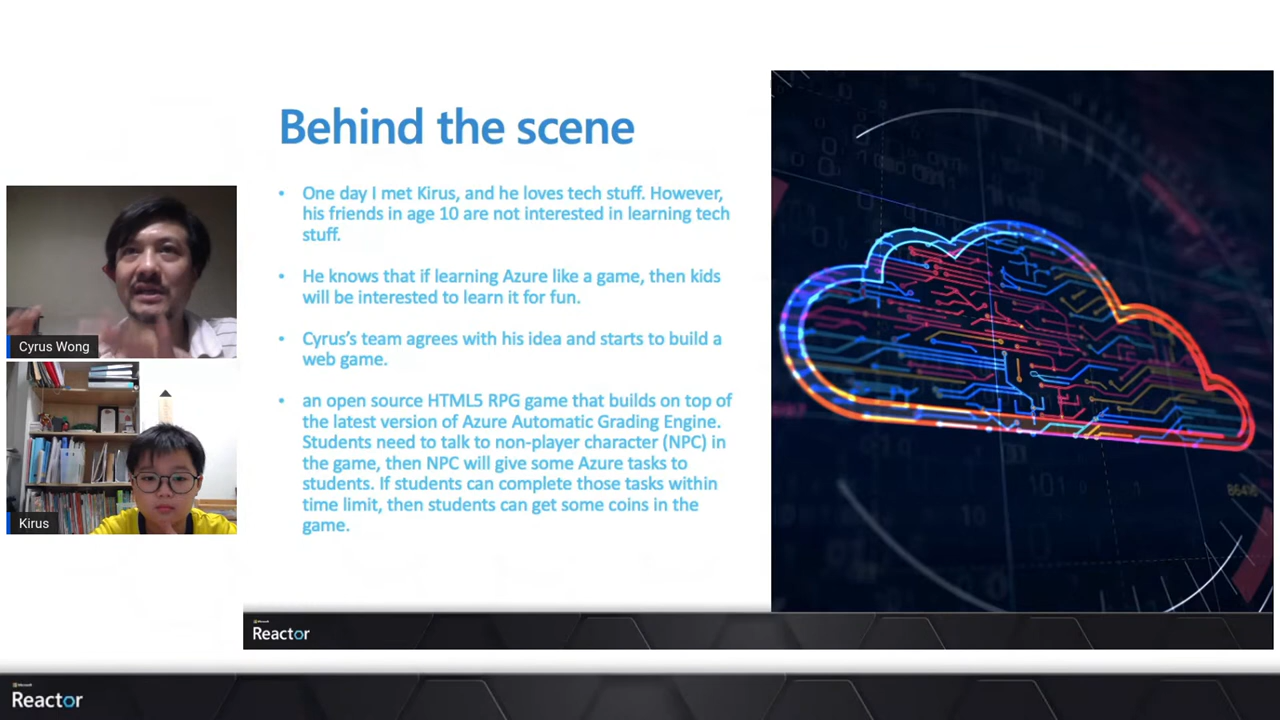 Behind the scene
• One day I met Kirus, and he loves tech stuff. However,
his friends in age 10 are not interested in learning tech
stuff.
• He knows that if learning Azure like a game, then kids
will be interested to learn it for fun.
• Cyrus's team agrees with his idea and starts to build a
web game.
• an open source HTML5 RPG game that builds on top of
the latest version of Azure Automatic Grading Engine.
Students need to talk to non-player character (NPC) in
the game, then NPC will give some Azure tasks to
students. If students can complete those tasks within
time limit, then students can get some coins in the
game.
Cyrus Wong
Kirus
Microsoft
Reactor
Microsoft
Reactor